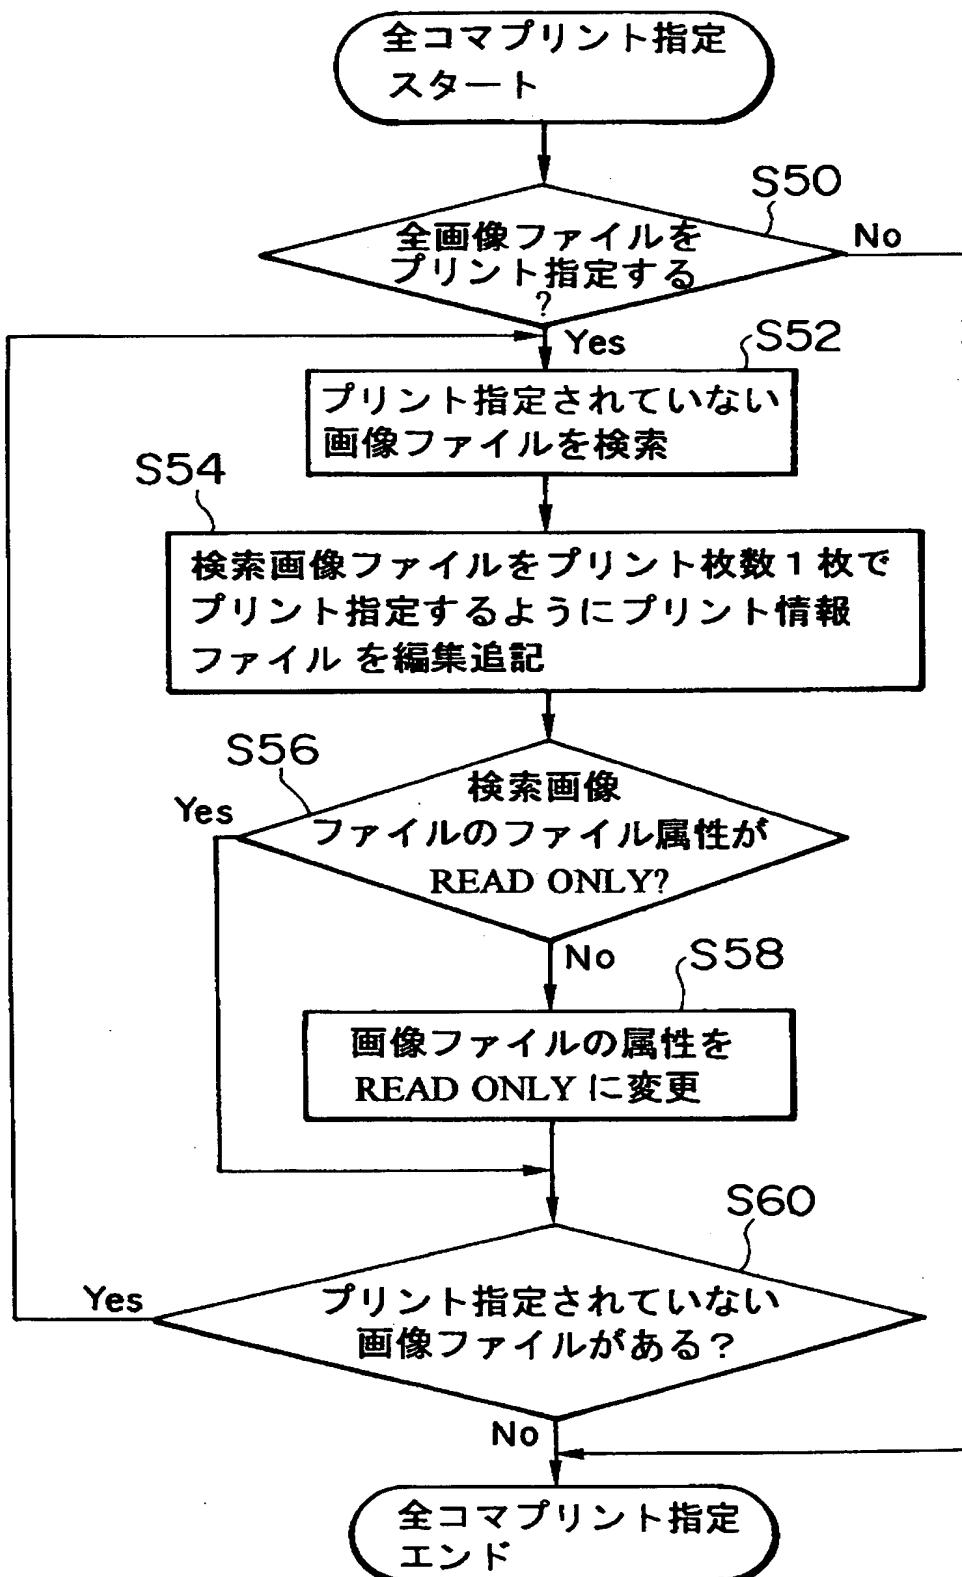 全コマプリント指定
スタート
S50
全画像ファイルを
プリント指定する
?
No
Yes
S52
プリント指定されていない
画像ファイルを検索
S54
検索画像ファイルをプリント枚数1枚で
プリント指定するようにプリント情報
ファイルを編集追記
S56
検索画像
ファイルのファイル属性が
READ ONLY?
Yes
No
S58
画像ファイルの属性を
READ ONLYに変更
S60
プリント指定されていない
画像ファイルがある?
Yes
No
全コマプリント指定
エンド